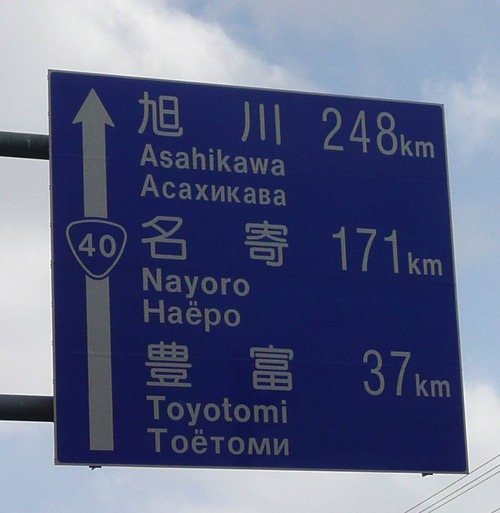 旭川 248km
Asahikawa
Асахикава
40
名寄 171km
Nayoro
Наёро
豊富 37km
Toyotomi
Тоётоми